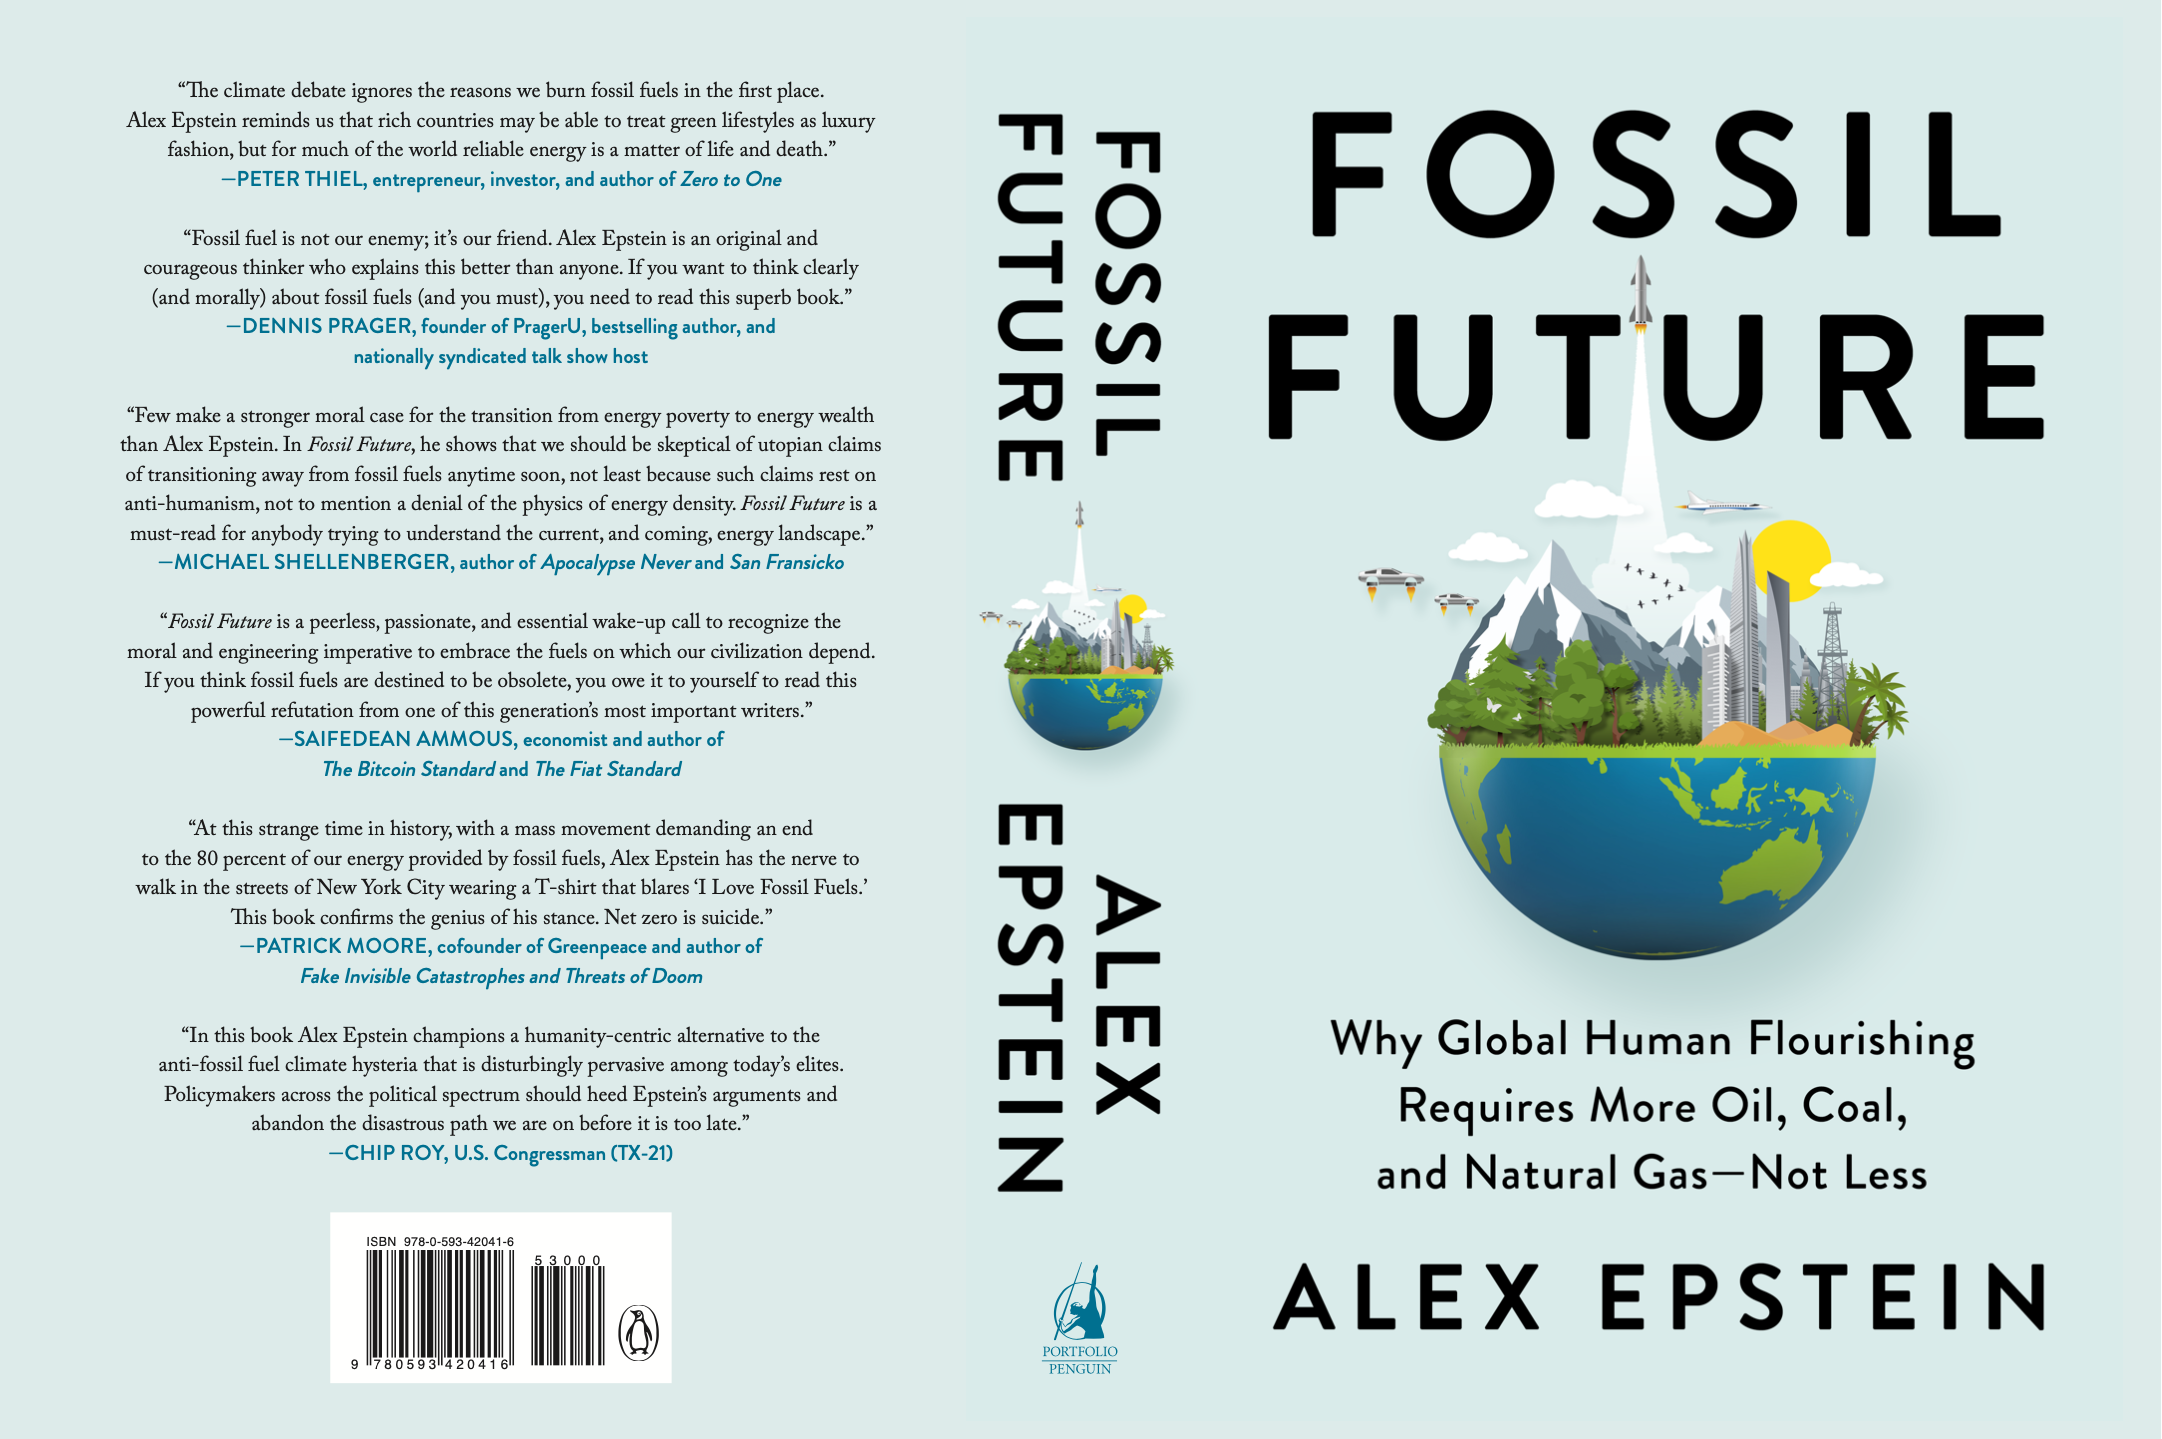 “The climate debate ignores the reasons we burn fossil fuels in the first place.
Alex Epstein reminds us that rich countries may be able to treat green lifestyles as luxury
fashion, but for much of the world reliable energy is a matter of life and death.”
—PETER THIEL, entrepreneur, investor, and author of Zero to One
“Fossil fuel is not our enemy; it’s our friend. Alex Epstein is an original and
courageous thinker who explains this better than anyone. If you want to think clearly
(and morally) about fossil fuels (and you must), you need to read this superb book.”
—DENNIS PRAGER, founder of PragerU, bestselling author, and
nationally syndicated talk show host
“Few make a stronger moral case for the transition from energy poverty to energy wealth
than Alex Epstein. In Fossil Future, he shows that we should be skeptical of utopian claims
of transitioning away from fossil fuels anytime soon, not least because such claims rest on
anti-humanism, not to mention a denial of the physics of energy density. Fossil Future is a
must-read for anybody trying to understand the current, and coming, energy landscape.”
—MICHAEL SHELLENBERGER, author of Apocalypse Never and San Fransicko
“Fossil Future is a peerless, passionate, and essential wake-up call to recognize the
moral and engineering imperative to embrace the fuels on which our civilization depend.
If you think fossil fuels are destined to be obsolete, you owe it to yourself to read this
powerful refutation from one of this generation’s most important writers.”
—SAIFEDEAN AMMOUS, economist and author of
The Bitcoin Standard and The Fiat Standard
“At this strange time in history, with a mass movement demanding an end
to the 80 percent of our energy provided by fossil fuels, Alex Epstein has the nerve to
walk in the streets of New York City wearing a T-shirt that blares ‘I Love Fossil Fuels.’
This book confirms the genius of his stance. Net zero is suicide.”
—PATRICK MOORE, cofounder of Greenpeace and author of
Fake Invisible Catastrophes and Threats of Doom
“In this book Alex Epstein champions a humanity-centric alternative to the
anti-fossil fuel climate hysteria that is disturbingly pervasive among today’s elites.
Policymakers across the political spectrum should heed Epstein’s arguments and
abandon the disastrous path we are on before it is too late.”
—CHIP ROY, U.S. Congressman (TX-21)
ISBN 978-0-593-42041-6
53000
9 780593 420416
FOSSIL
FUTURE
ALEX
EPSTEIN
PORTFOLIO
PENGUIN
FOSSIL
FUTURE
Why Global Human Flourishing
Requires More Oil, Coal,
and Natural Gas—Not Less
ALEX EPSTEIN